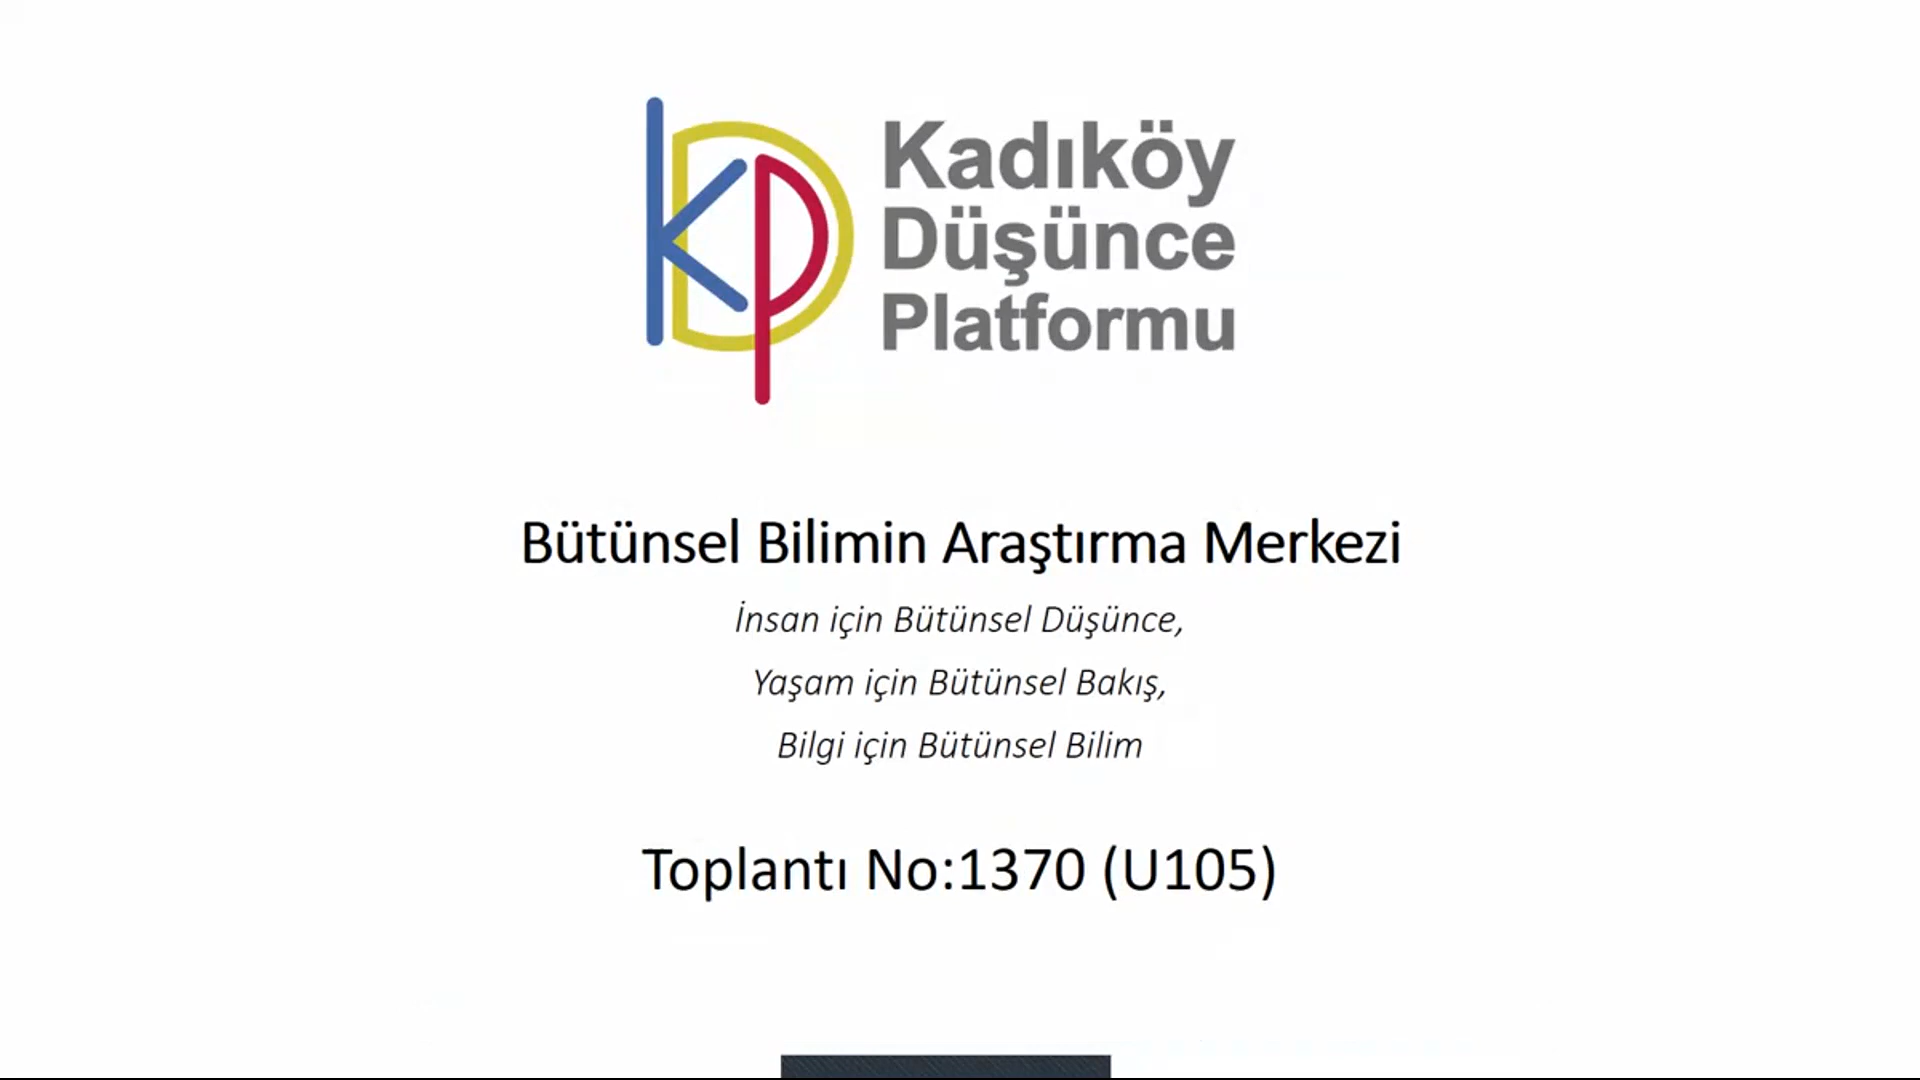 KDP
Kadıköy
Düşünce
Platformu
Bütünsel Bilimin Araştırma Merkezi
İnsan için Bütünsel Düşünce,
Yaşam için Bütünsel Bakış,
Bilgi için Bütünsel Bilim
Toplantı No:1370 (U105)